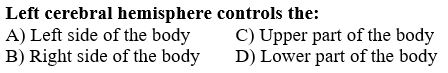 Left cerebral hemisphere controls the:
A) Left side of the body C) Upper part of the body
B) Right side of the body D) Lower part of the body